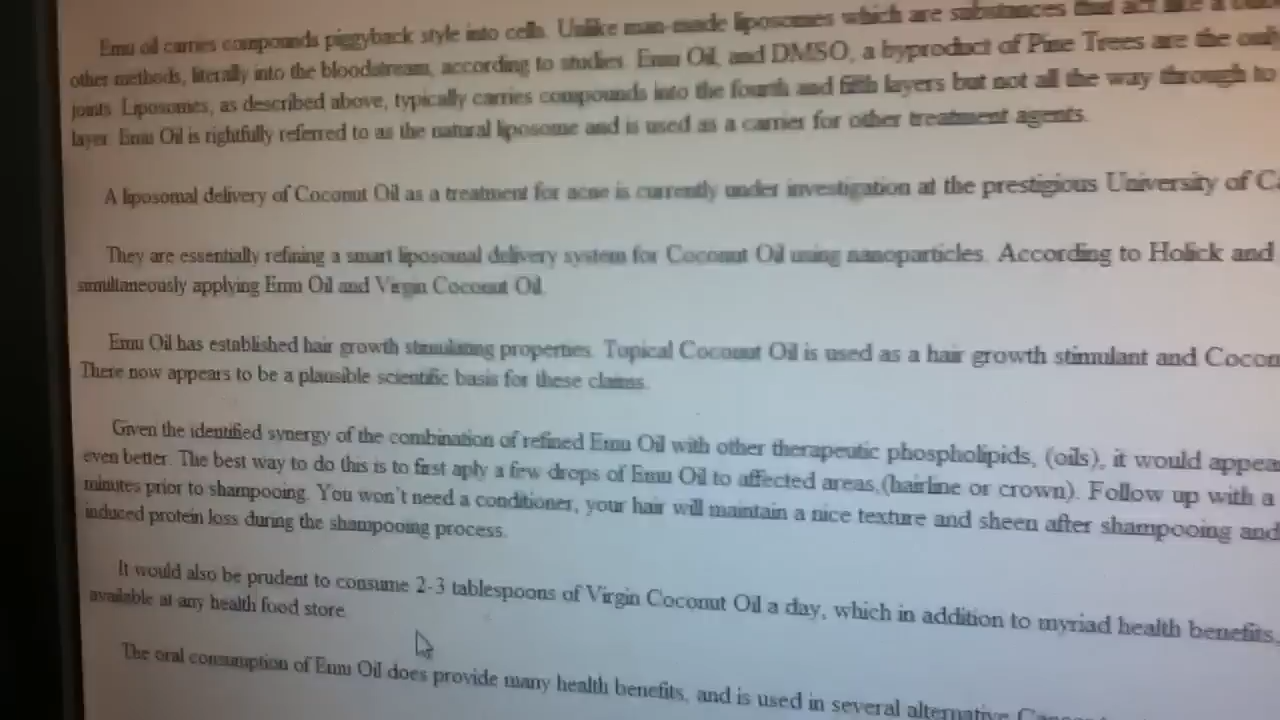 Emu oil carries compounds piggyback style into cells. Unlike man-made liposomes which are substances that act like a
other methods, literally into the bloodstream, according to studies. Emu Oil, and DMSO, a byproduct of Pine Trees are the only
joints. Liposomes, as described above, typically carries compounds into the fourth and fifth layers but not all the way through to
layer. Emu Oil is rightfully referred to as the natural liposome and is used as a carrier for other treatment agents.
A liposomal delivery of Coconut Oil as a treatment for acne is currently under investigation at the prestigious University of
They are essentially refining a smart liposomal delivery system for Coconut Oil using nanoparticles. According to Holick and
simultaneously applying Emu Oil and Virgin Coconut Oil.
Emu Oil has established hair growth stimulating properties. Topical Coconut Oil is used as a hair growth stimulant and Cocon
There now appears to be a plausible scientific basis for these claims.
Given the identified synergy of the combination of refined Emu Oil with other therapeutic phospholipids, (oils), it would appea
even better. The best way to do this is to first aply a few drops of Emu Oil to affected areas,(hairline or crown). Follow up with a
minutes prior to shampooing. You won't need a conditioner, your hair will maintain a nice texture and sheen after shampooing and
induced protein loss during the shampooing process.
It would also be prudent to consume 2-3 tablespoons of Virgin Coconut Oil a day, which in addition to myriad health benefits,
available at any health food store.
The oral consumption of Emu Oil does provide many health benefits, and is used in several alternative